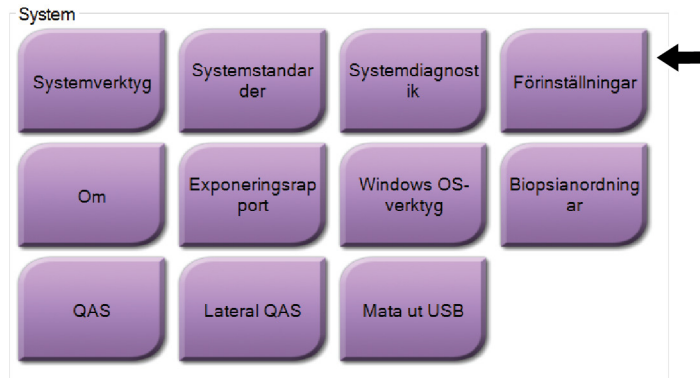 System
Systemverktyg
Systemstandar
der
Systemdiagnost
ik
Förinställningar
Om
Exponeringsrap
port
Windows OS-
verktyg
Biopsianordning
ar
QAS
Lateral QAS
Mata ut USB